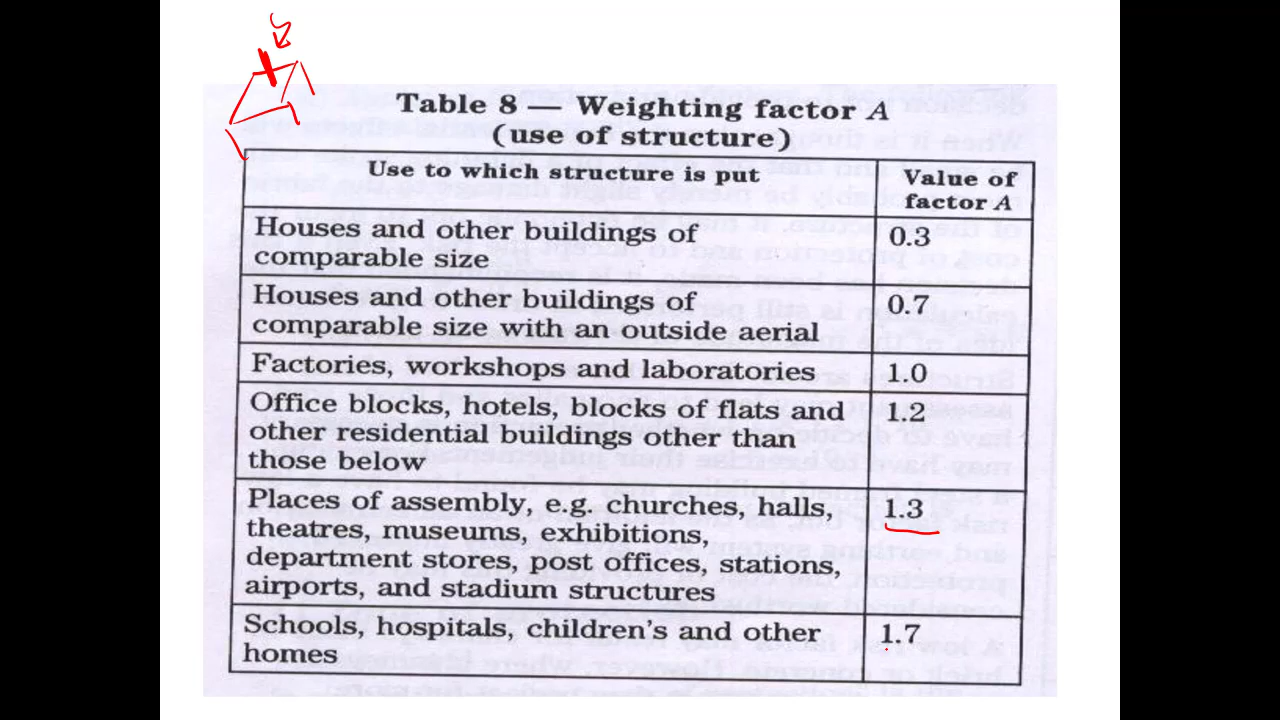 Table 8 — Weighting factor A
(use of structure)
Use to which structure is put
Value of
factor A
Houses and other buildings of
comparable size
0.3
Houses and other buildings of
comparable size with an outside aerial
0.7
Factories, workshops and laboratories
1.0
Office blocks, hotels, blocks of flats and
other residential buildings other than
those below
1.2
Places of assembly, e.g. churches, halls,
theatres, museums, exhibitions,
department stores, post offices, stations,
airports, and stadium structures
1.3
Schools, hospitals, children's and other
homes
1.7